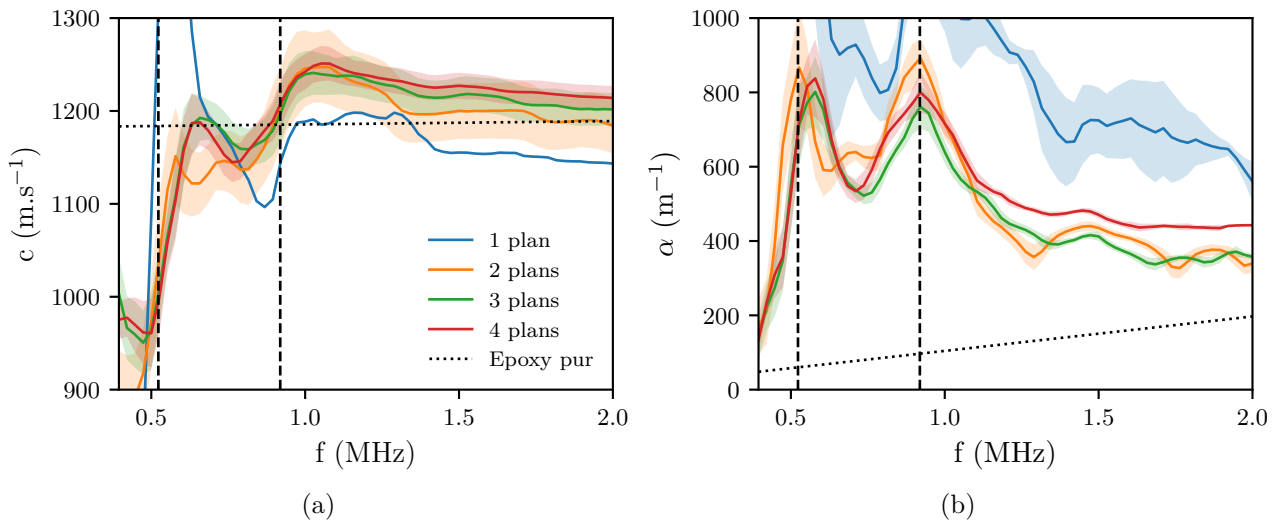 1300
1200
1100
1000
900
c (m.s⁻¹)
0.5
1.0
1.5
2.0
f (MHz)
1 plan
2 plans
3 plans
4 plans
Epoxy pur
(a)
1000
800
600
400
200
0
α (m⁻¹)
0.5
1.0
1.5
2.0
f (MHz)
(b)